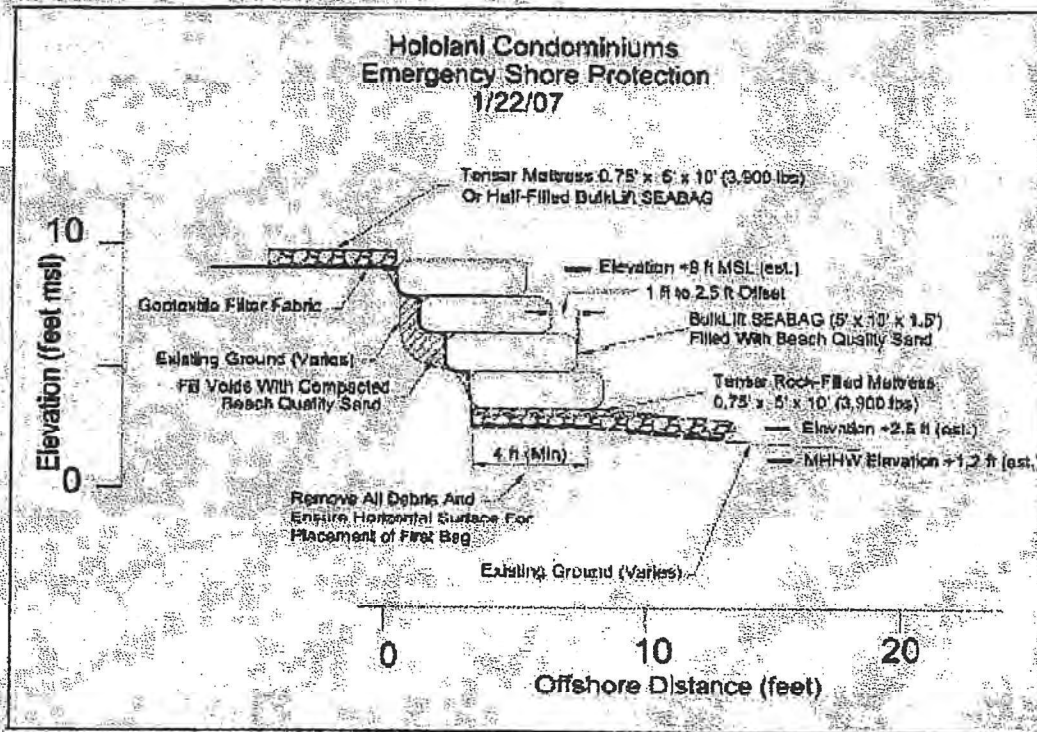 Hololani Condominiums
Emergency Shore Protection
1/22/07
Tensar Mattress 0.75' x 5' x 10' (3,900 lbs)
Or Half-Filled BulkLift SEABAG
10
Elevation +9 ft MSL (est.)
1 ft to 2.5 ft Offset
Geotextile Filter Fabric
BulkLift SEABAG (5' x 10' x 1.5')
Filled With Beach Quality Sand
Existing Ground (Varies)
Fill Voids With Compacted
Beach Quality Sand
Tensar Rock-Filled Mattress
0.75' x 5' x 10' (3,900 lbs)
Elevation (feet msl)
Elevation +2.5 ft (est.)
4 ft (Min)
MHHW Elevation +1.2 ft (est.)
0
Remove All Debris And
Ensure Horizontal Surface For
Placement of First Bag
Existing Ground (Varies)
0 10 20
Offshore Distance (feet)